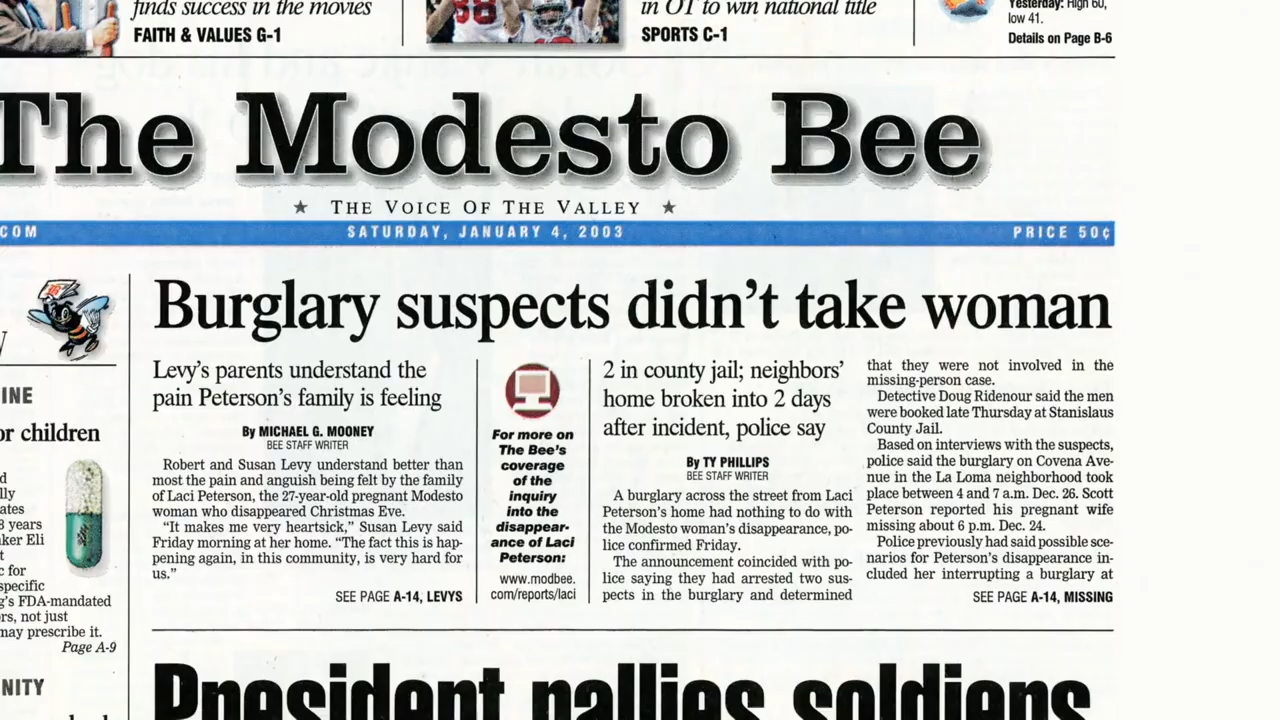 finds success in the movies
FAITH & VALUES G-1
in OT to win national title
SPORTS C-1
Yesterday: High 60,
low 41.
Details on Page B-6
The Modesto Bee
★ THE VOICE OF THE VALLEY ★
COM
SATURDAY, JANUARY 4, 2003
PRICE 50¢
Burglary suspects didn't take woman
Levy's parents understand the
pain Peterson's family is feeling
By MICHAEL G. MOONEY
BEE STAFF WRITER
Robert and Susan Levy understand better than
most the pain and anguish being felt by the family
of Laci Peterson, the 27-year-old pregnant Modesto
woman who disappeared Christmas Eve.
“It makes me very heartsick,” Susan Levy said
Friday morning at her home. “The fact this is hap-
pening again, in this community, is very hard for
us.”
SEE PAGE A-14, LEVYS
For more on
The Bee's
coverage
of the
inquiry
into the
disappear-
ance of Laci
Peterson:
www.modbee.
com/reports/laci
2 in county jail; neighbors'
home broken into 2 days
after incident, police say
By TY PHILLIPS
BEE STAFF WRITER
A burglary across the street from Laci
Peterson's home had nothing to do with
the Modesto woman's disappearance, po-
lice confirmed Friday.
The announcement coincided with po-
lice saying they had arrested two sus-
pects in the burglary and determined
that they were not involved in the
missing-person case.
Detective Doug Ridenour said the men
were booked late Thursday at Stanislaus
County Jail.
Based on interviews with the suspects,
police said the burglary on Covena Ave-
nue in the La Loma neighborhood took
place between 4 and 7 a.m. Dec. 26. Scott
Peterson reported his pregnant wife
missing about 6 p.m. Dec. 24.
Police previously had said possible sce-
narios for Peterson's disappearance in-
cluded her interrupting a burglary at
SEE PAGE A-14, MISSING
INE
or children
d
lly
ates
8 years
ker Eli
t
c for
specific
g's FDA-mandated
rs, not just
may prescribe it.
Page A-9
NITY
President rallies soldiers